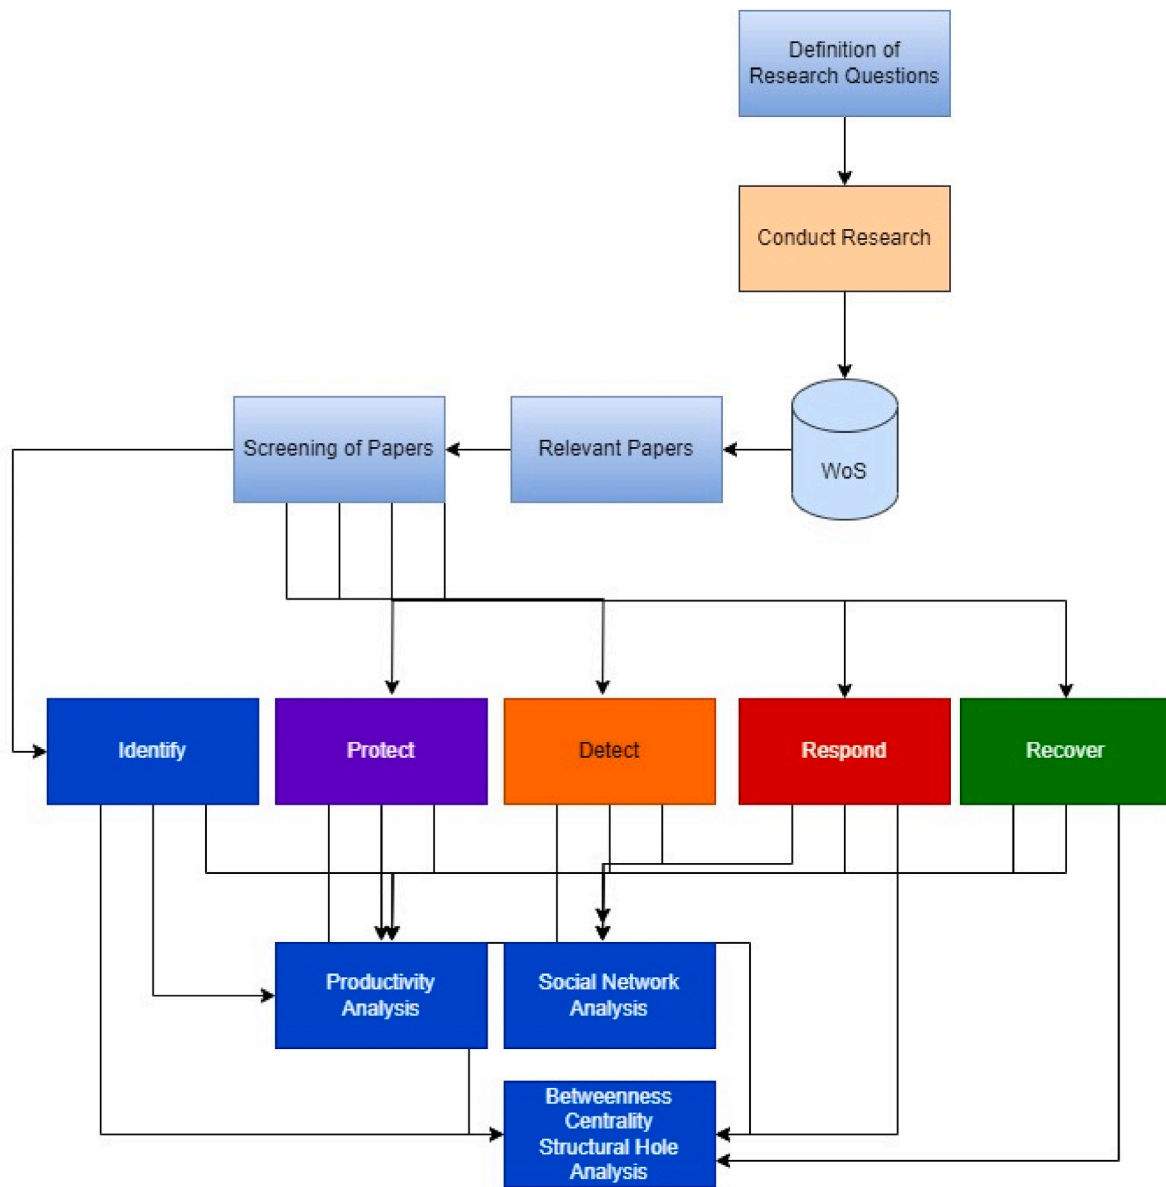 Definition of
Research Questions
Conduct Research
Screening of Papers
Relevant Papers
WoS
Identify
Protect
Detect
Respond
Recover
Productivity
Analysis
Social Network
Analysis
Betweenness
Centrality
Structural Hole
Analysis